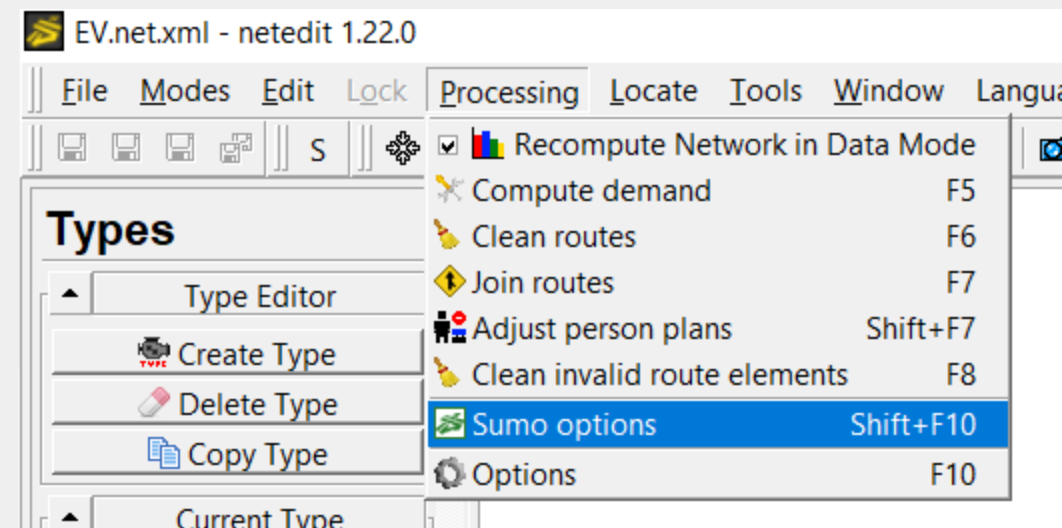 EV.net.xml - netedit 1.22.0
File Modes Edit Lock Processing Locate Tools Window Langua
S
Recompute Network in Data Mode
Compute demand F5
Clean routes F6
Join routes F7
Adjust person plans Shift+F7
Clean invalid route elements F8
Sumo options Shift+F10
Options F10
Types
Type Editor
TYPE Create Type
Delete Type
Copy Type
Current Type